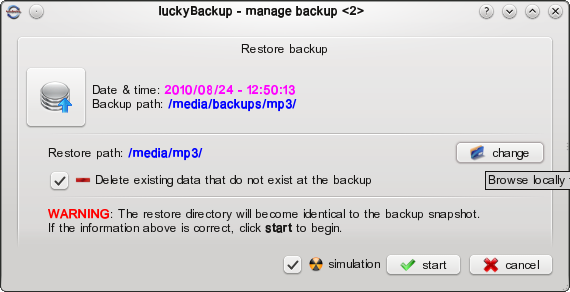 luckyBackup - manage backup <2>
Restore backup
Date & time: 2010/08/24 - 12:50:13
Backup path: /media/backups/mp3/
Restore path: /media/mp3/
change
Delete existing data that do not exist at the backup
Browse locally
WARNING: The restore directory will become identical to the backup snapshot.
If the information above is correct, click start to begin.
simulation start cancel